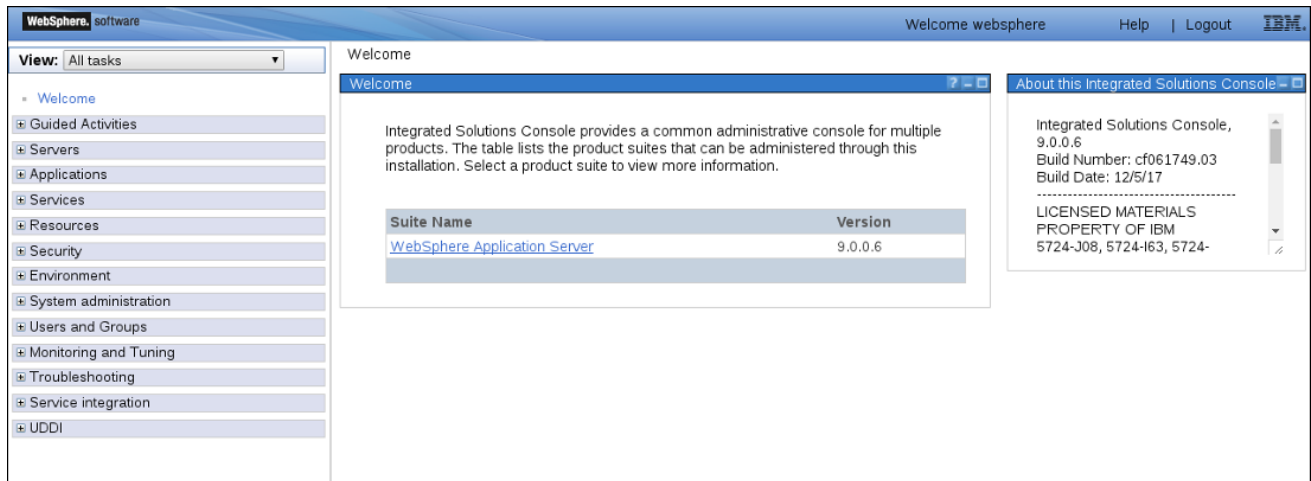 WebSphere. software
Welcome websphere Help | Logout IBM.
View: All tasks
Welcome
Guided Activities
Servers
Applications
Services
Resources
Security
Environment
System administration
Users and Groups
Monitoring and Tuning
Troubleshooting
Service integration
UDDI
Welcome
Welcome
Integrated Solutions Console provides a common administrative console for multiple
products. The table lists the product suites that can be administered through this
installation. Select a product suite to view more information.
Suite Name Version
WebSphere Application Server 9.0.0.6
About this Integrated Solutions Console
Integrated Solutions Console,
9.0.0.6
Build Number: cf061749.03
Build Date: 12/5/17
----------------------------------------
LICENSED MATERIALS
PROPERTY OF IBM
5724-J08, 5724-I63, 5724-